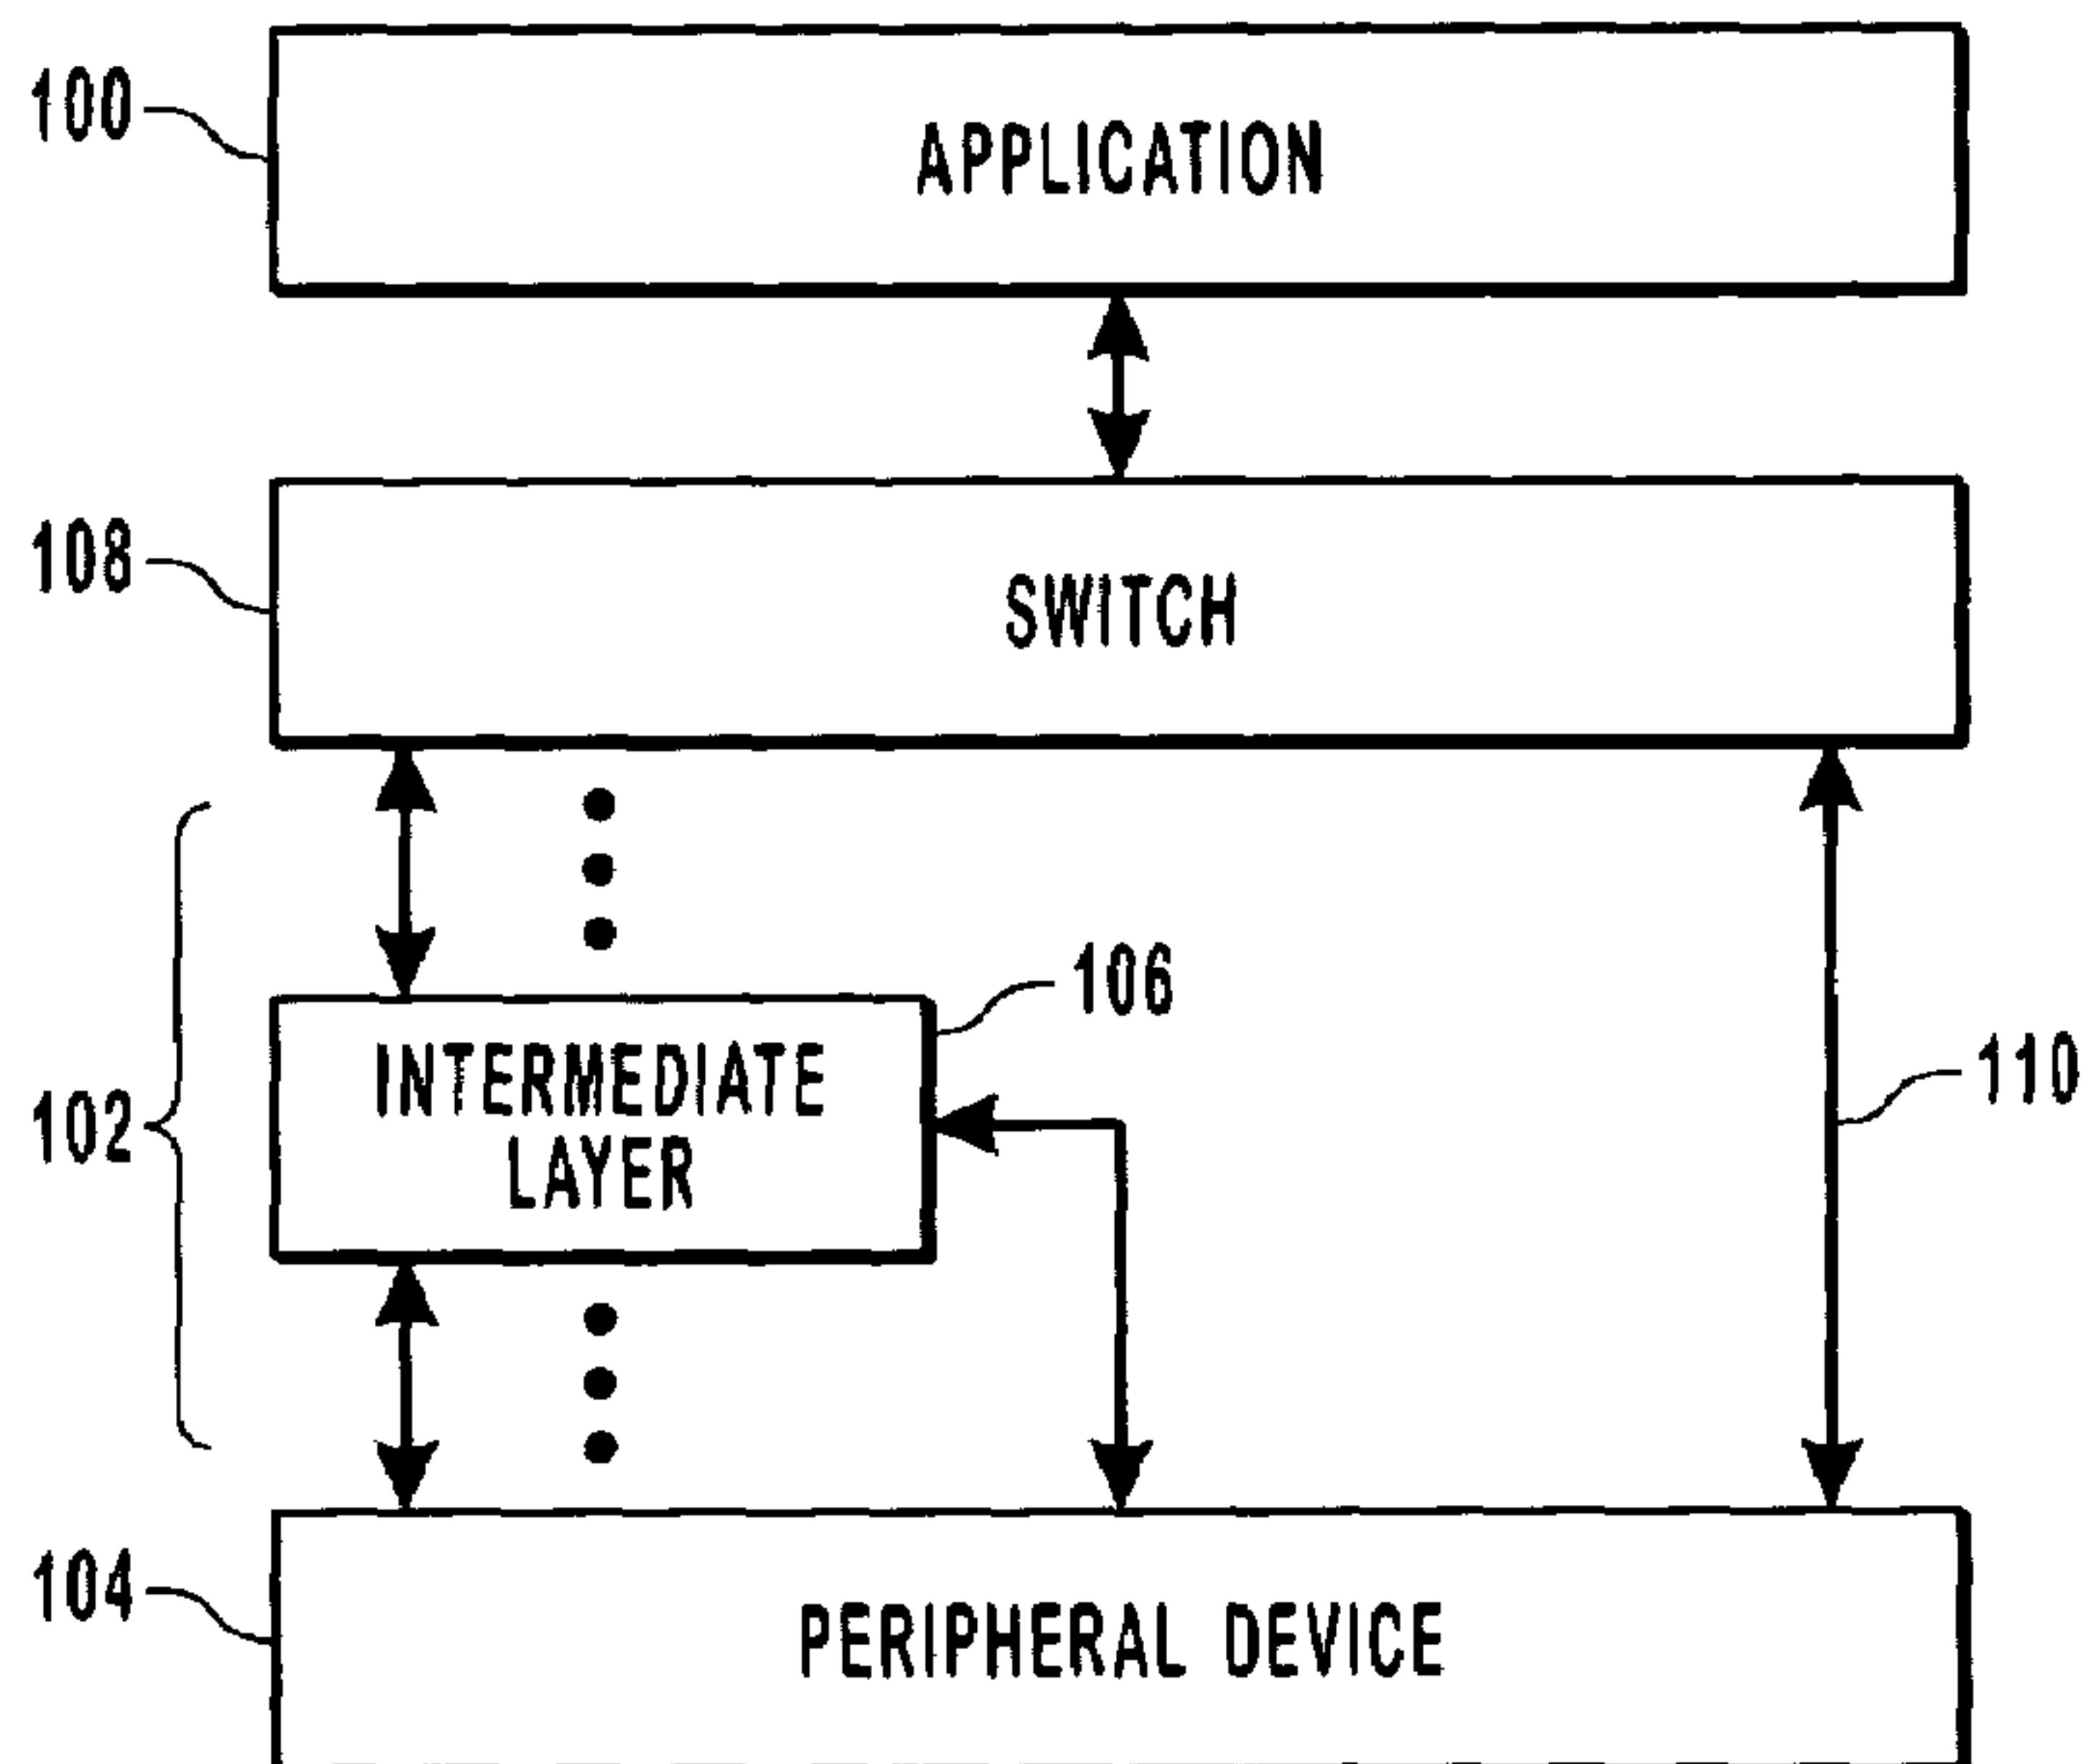 100
APPLICATION
108
SWITCH
106
INTERMEDIATE
LAYER
102
110
104
PERIPHERAL DEVICE